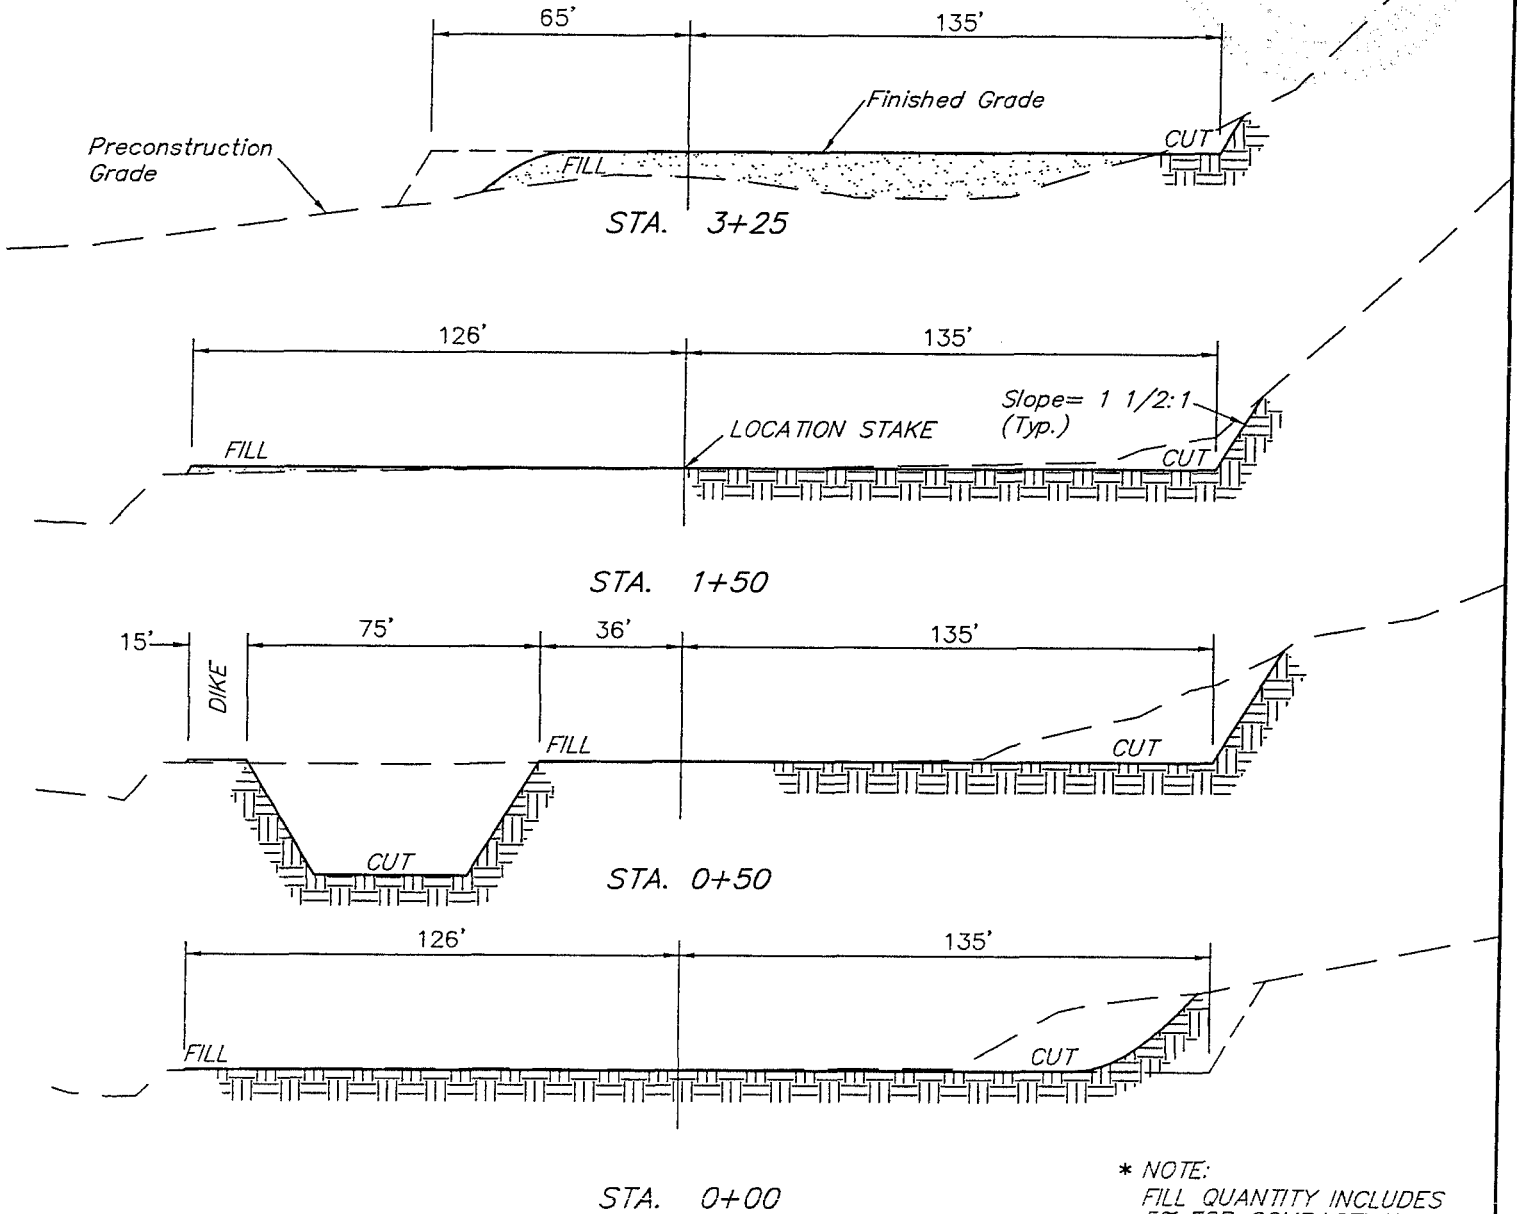 65' 135'
Finished Grade
Preconstruction
Grade
CUT
FILL
STA. 3+25
126' 135'
Slope= 1 1/2:1
(Typ.)
LOCATION STAKE
FILL
CUT
STA. 1+50
15' 75' 36' 135'
DIKE
FILL
CUT
CUT
STA. 0+50
126' 135'
FILL
CUT
STA. 0+00
* NOTE:
FILL QUANTITY INCLUDES